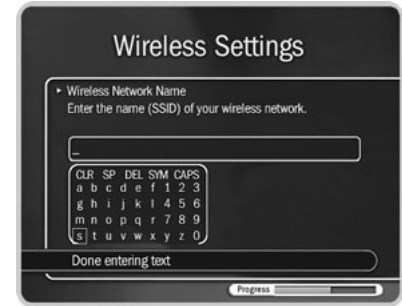 Wireless Settings
Wireless Network Name
Enter the name (SSID) of your wireless network.
_
CLR SP DEL SYM CAPS
a b c d e f 1 2 3
g h i j k l 4 5 6
m n o p q r 7 8 9
s t u v w x y z 0
Done entering text
Progress